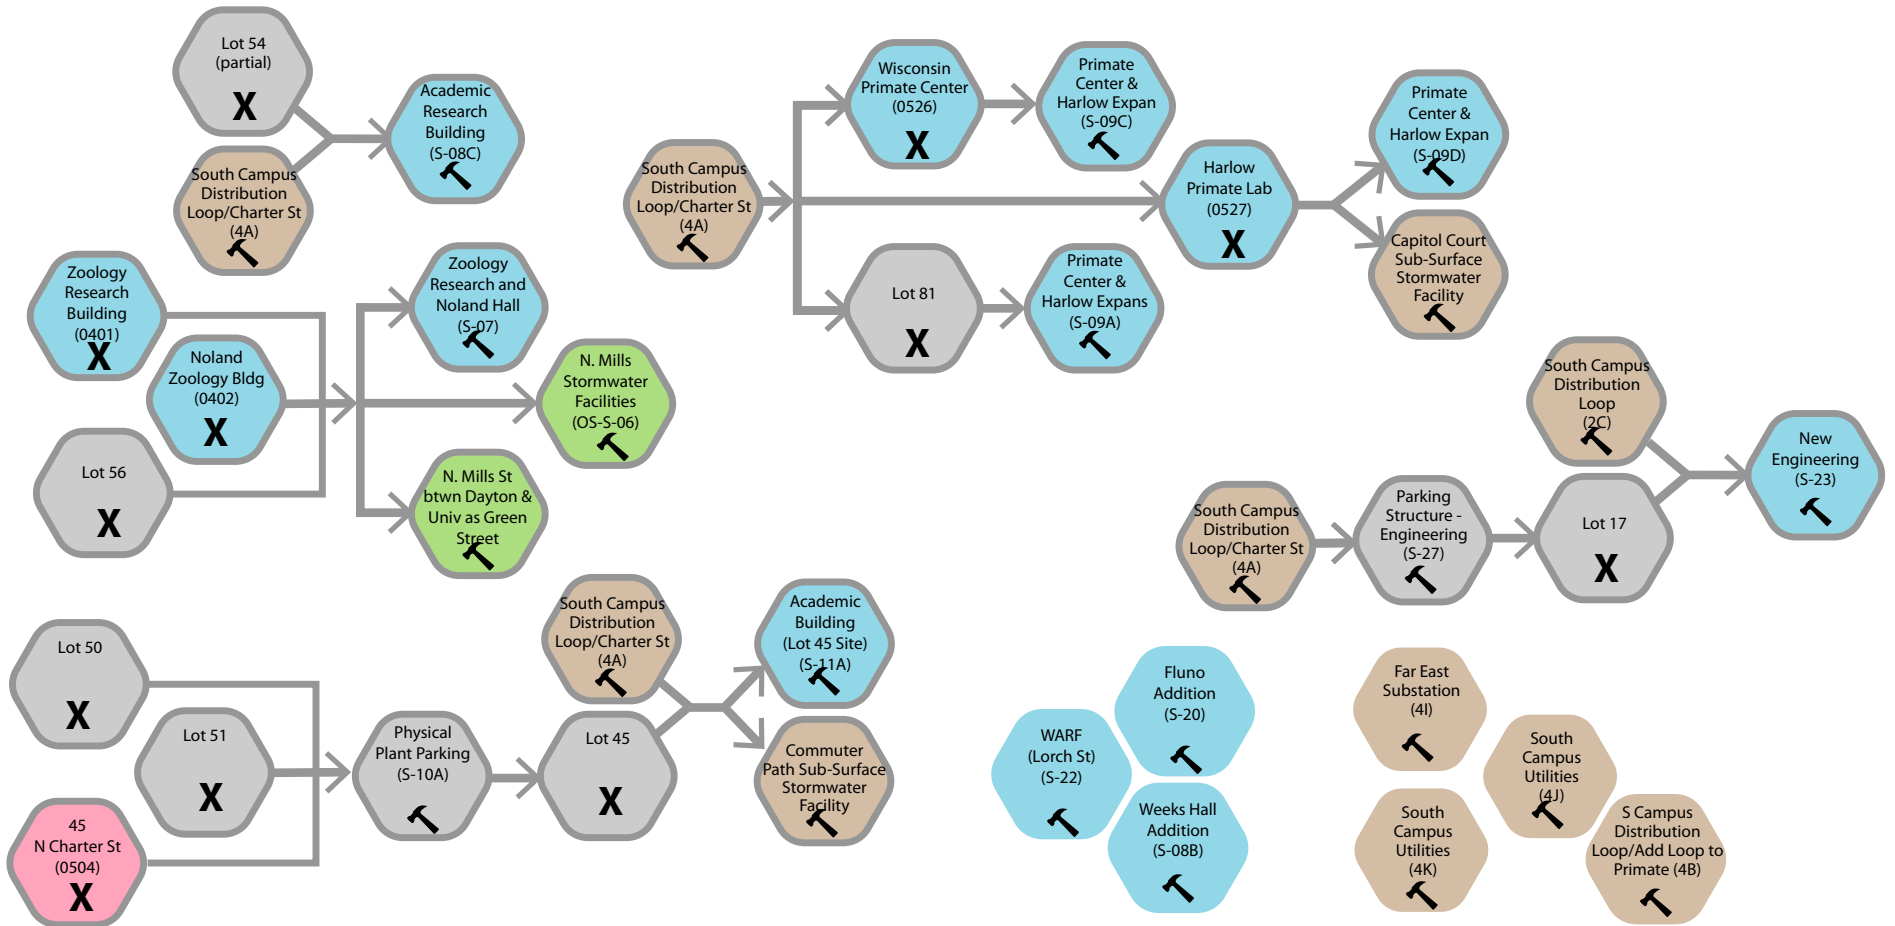 Lot 54
(partial)
X
South Campus
Distribution
Loop/Charter St
(4A)
Academic
Research
Building
(S-08C)
Zoology
Research
Building
(0401)
X
Noland
Zoology Bldg
(0402)
X
Lot 56
X
Zoology
Research and
Noland Hall
(S-07)
N. Mills
Stormwater
Facilities
(OS-S-06)
N. Mills St
btwn Dayton &
Univ as Green
Street
South Campus
Distribution
Loop/Charter St
(4A)
Wisconsin
Primate Center
(0526)
X
Primate
Center &
Harlow Expan
(S-09C)
Harlow
Primate Lab
(0527)
X
Lot 81
X
Primate
Center &
Harlow Expans
(S-09A)
Primate
Center &
Harlow Expan
(S-09D)
Capitol Court
Sub-Surface
Stormwater
Facility
South Campus
Distribution
Loop
(2C)
South Campus
Distribution
Loop/Charter St
(4A)
Parking
Structure -
Engineering
(S-27)
Lot 17
X
New
Engineering
(S-23)
Lot 50
X
Lot 51
X
45
N Charter St
(0504)
X
Physical
Plant Parking
(S-10A)
South Campus
Distribution
Loop/Charter St
(4A)
Lot 45
X
Academic
Building
(Lot 45 Site)
(S-11A)
Commuter
Path Sub-Surface
Stormwater
Facility
WARF
(Lorch St)
(S-22)
Fluno
Addition
(S-20)
Weeks Hall
Addition
(S-08B)
Far East
Substation
(4I)
South
Campus
Utilities
(4J)
South
Campus
Utilities
(4K)
S Campus
Distribution
Loop/Add Loop to
Primate (4B)